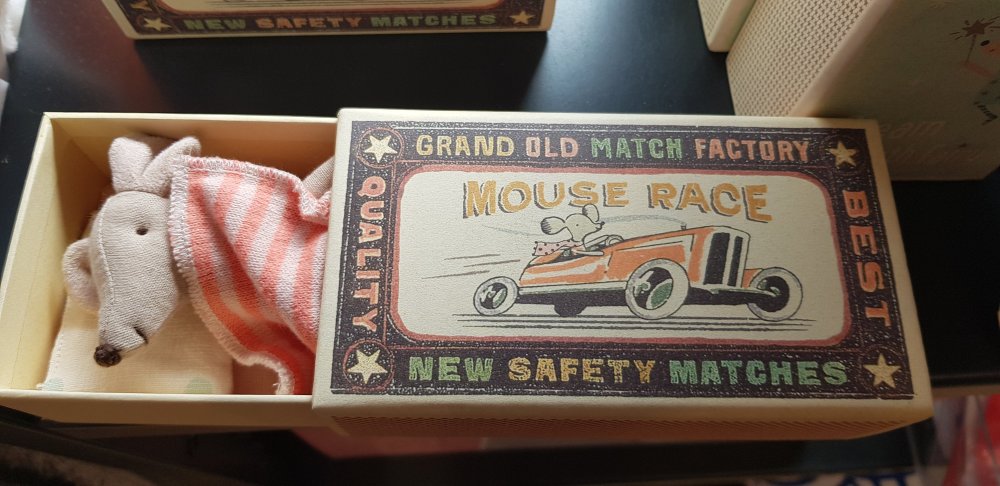 NEW SAFETY MATCHES
GRAND OLD MATCH FACTORY
QUALITY
MOUSE RACE
BEST
NEW SAFETY MATCHES